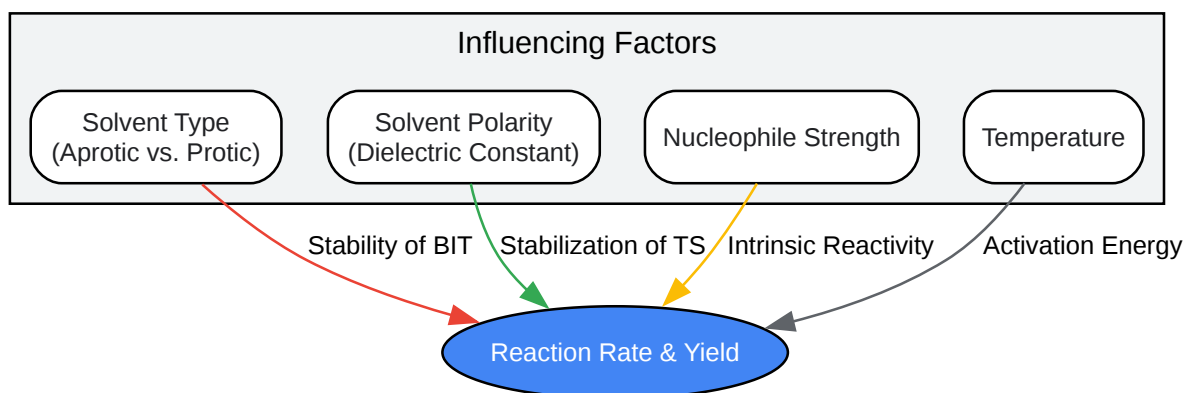 Influencing Factors
Solvent Type
(Aprotic vs. Protic)
Solvent Polarity
(Dielectric Constant)
Nucleophile Strength
Temperature
Stability of BIT
Stabilization of TS
Intrinsic Reactivity
Activation Energy
Reaction Rate & Yield